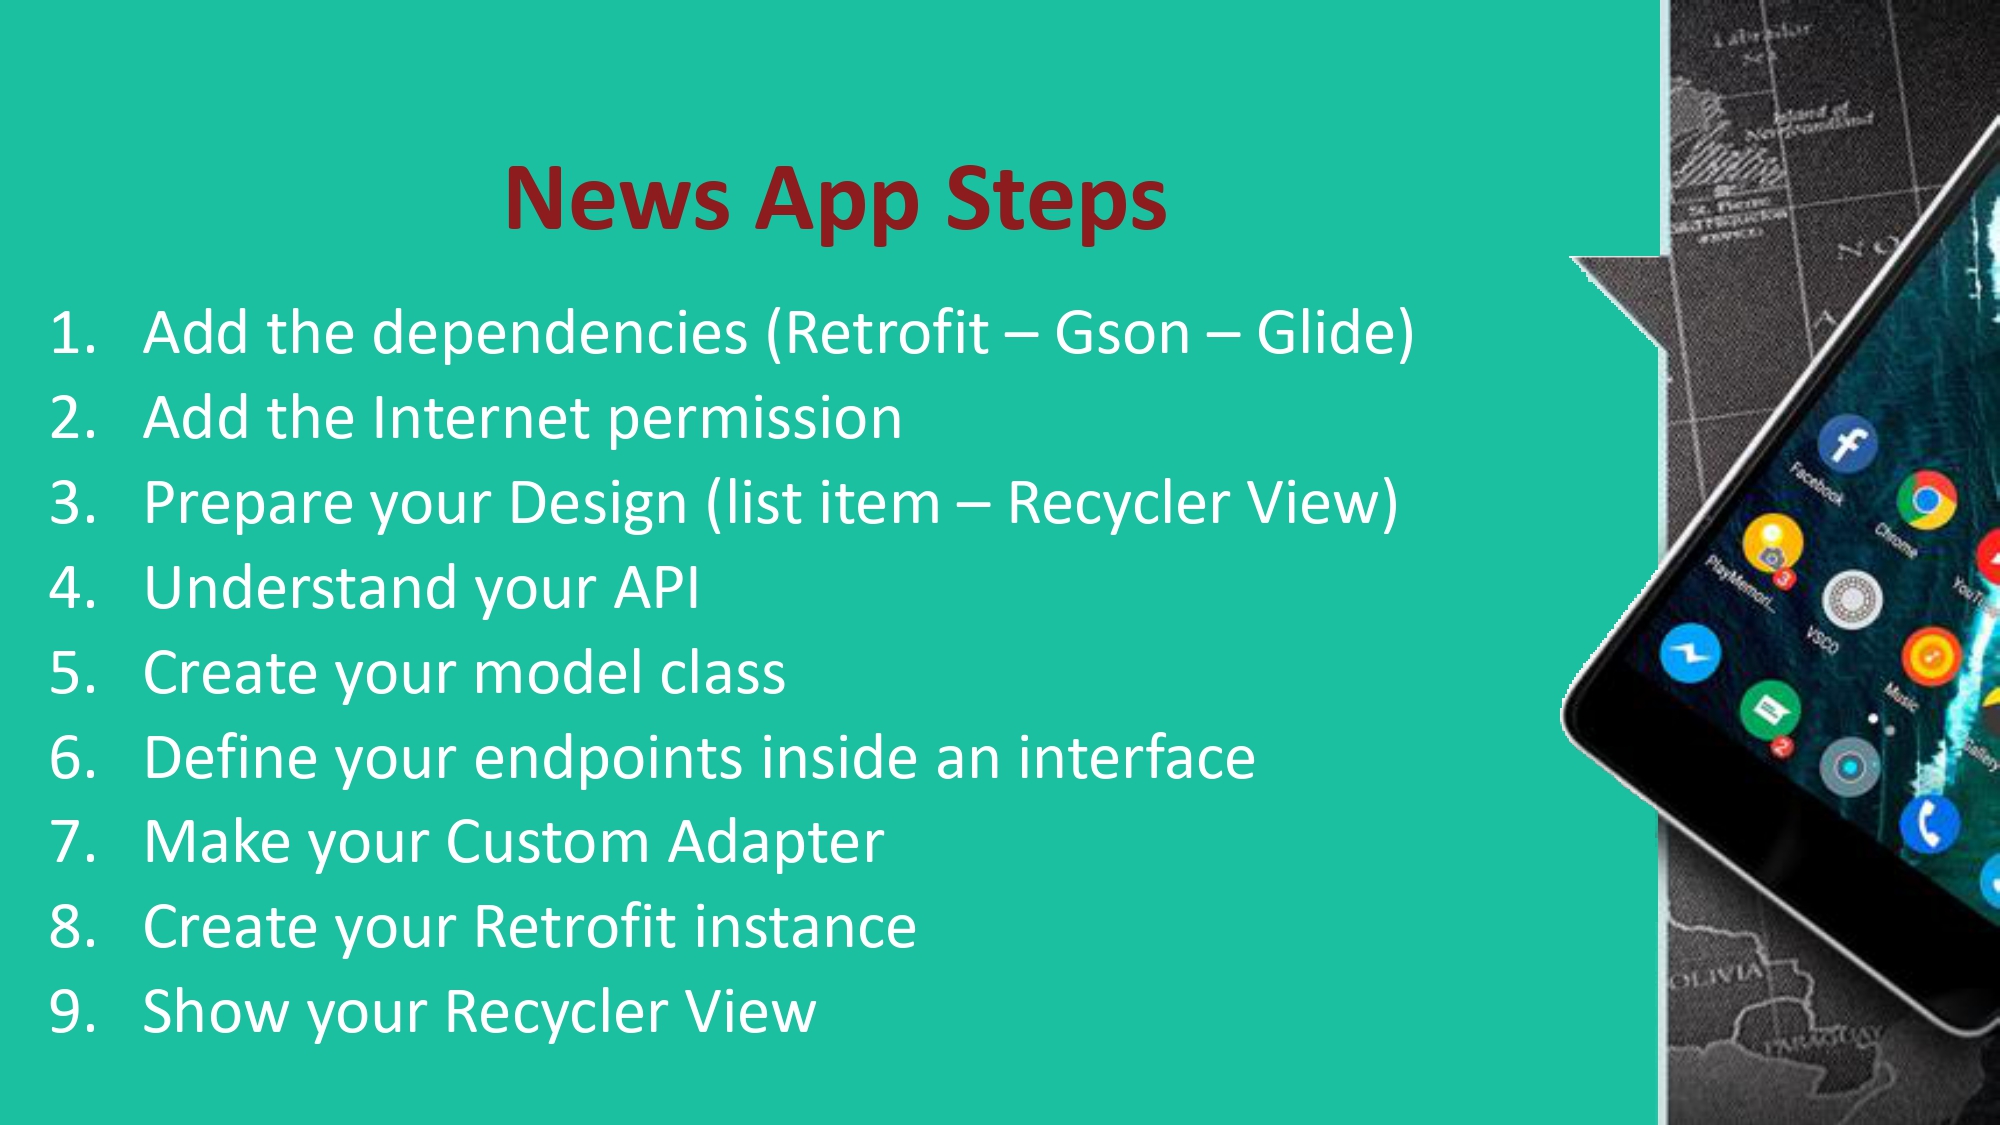 News App Steps
1. Add the dependencies (Retrofit – Gson – Glide)
2. Add the Internet permission
3. Prepare your Design (list item – Recycler View)
4. Understand your API
5. Create your model class
6. Define your endpoints inside an interface
7. Make your Custom Adapter
8. Create your Retrofit instance
9. Show your Recycler View
Labrador
Island of
Newfoundland
St. Pierre
(FRANCE)
N O
Facebook
Chrome
PlayMemori...
3
YouTu
VSCO
Music
2
Gallery
OLIVIA
PARAGUAY